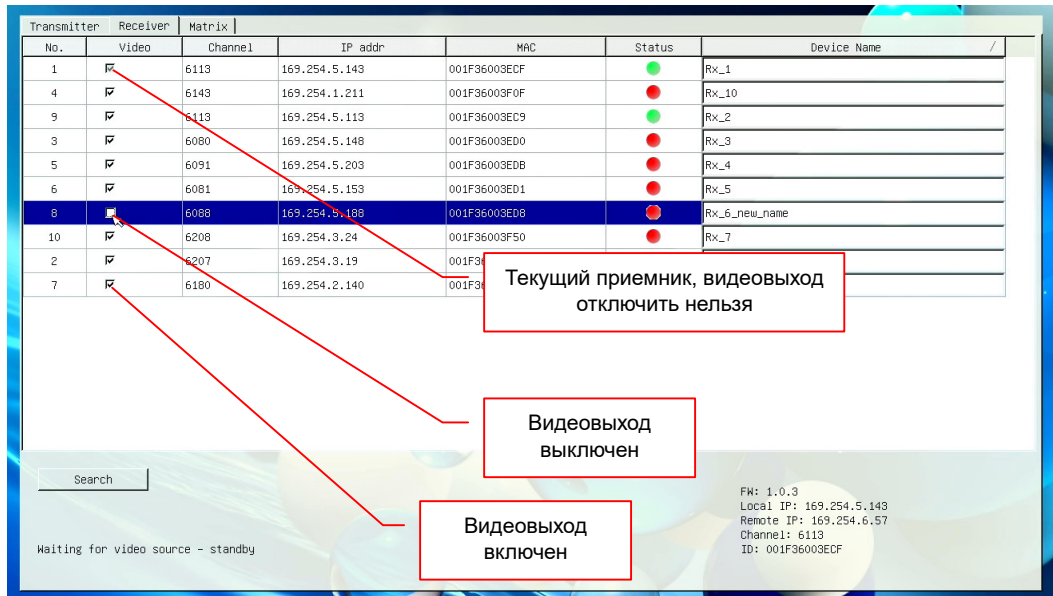 Transmitter Receiver Matrix
No. Video Channel IP addr MAC Status Device Name /
1 6113 169.254.5.143 001F36003ECF Rx_1
4 6143 169.254.1.211 001F36003F0F Rx_10
9 6113 169.254.5.113 001F36003EC9 Rx_2
3 6080 169.254.5.148 001F36003ED0 Rx_3
5 6091 169.254.5.203 001F36003EDB Rx_4
6 6081 169.254.5.153 001F36003ED1 Rx_5
8 6088 169.254.5.188 001F36003ED8 Rx_6_new_name
10 6208 169.254.3.24 001F36003F50 Rx_7
2 6207 169.254.3.19
7 6180 169.254.2.140
Текущий приемник, видеовыход
отключить нельзя
Видеовыход
выключен
Видеовыход
включен
Search
Waiting for video source - standby
FW: 1.0.3
Local IP: 169.254.5.143
Remote IP: 169.254.6.57
Channel: 6113
ID: 001F36003ECF